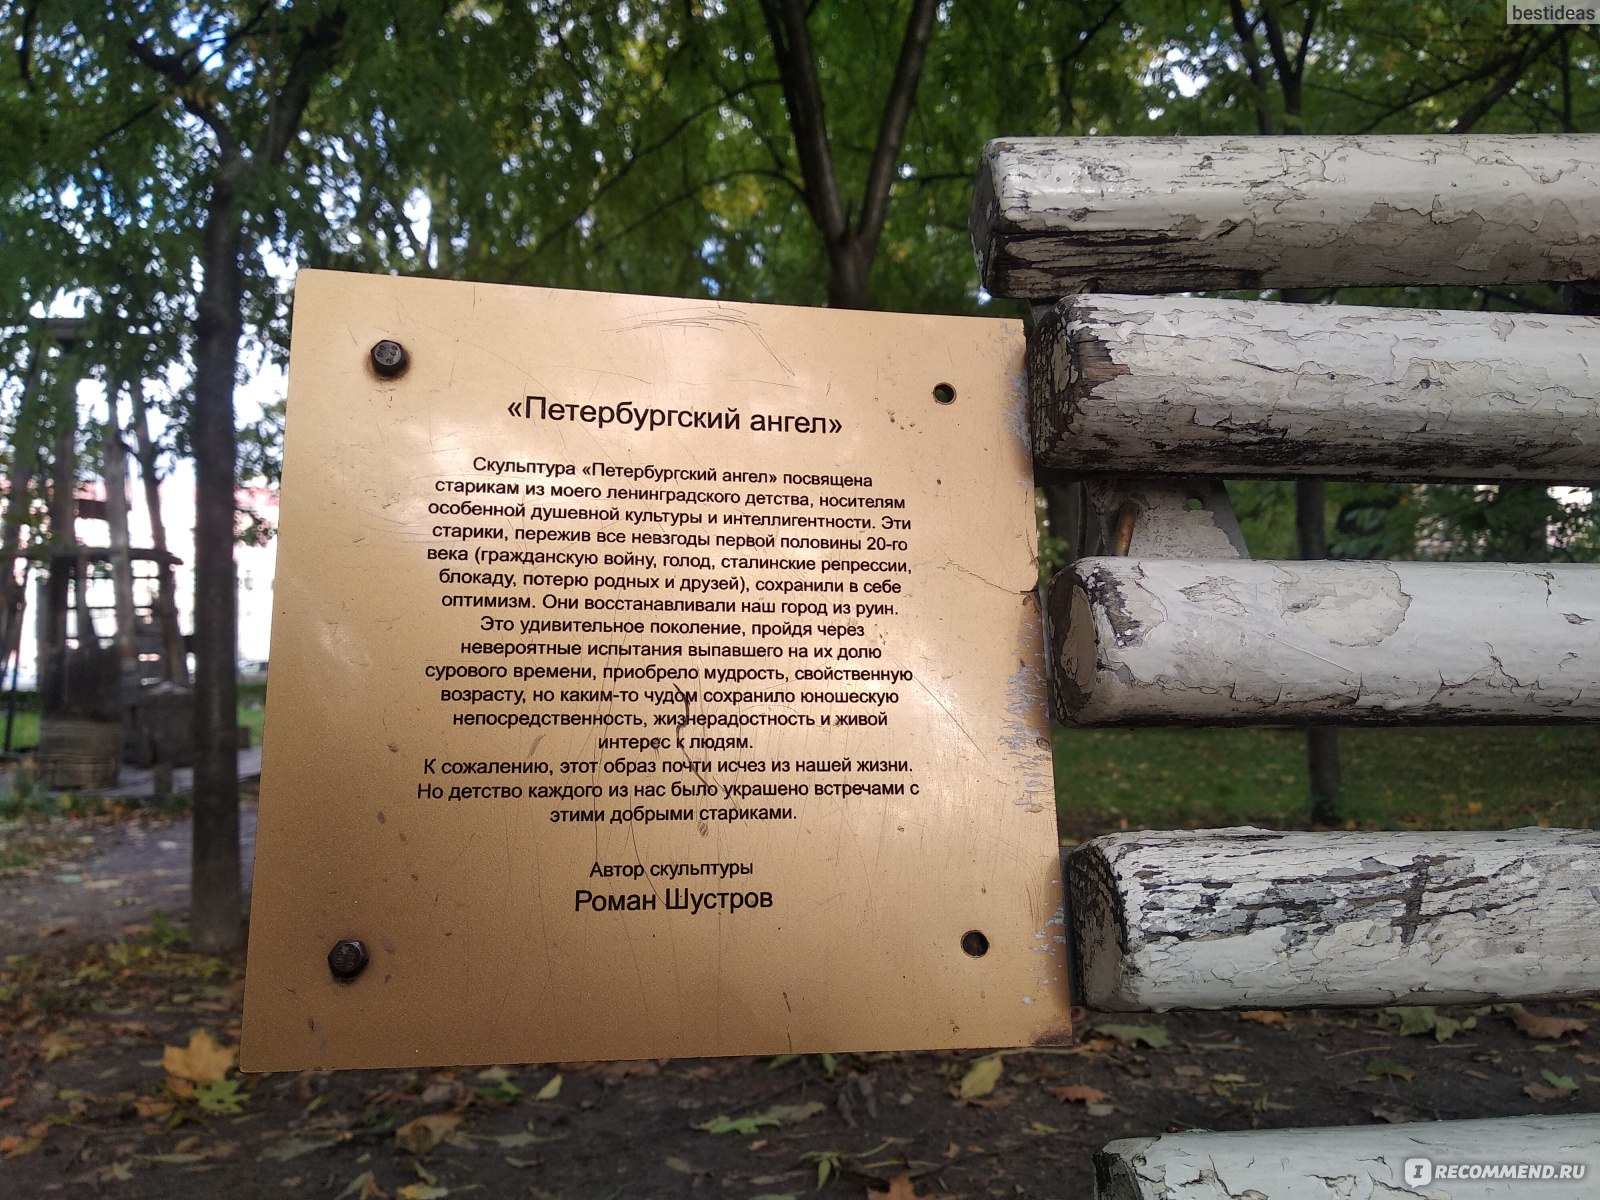 bestideas
«Петербургский ангел»
Скульптура «Петербургский ангел» посвящена
старикам из моего ленинградского детства, носителям
особенной душевной культуры и интеллигентности. Эти
старики, пережив все невзгоды первой половины 20-го
века (гражданскую войну, голод, сталинские репрессии,
блокаду, потерю родных и друзей), сохранили в себе
оптимизм. Они восстанавливали наш город из руин.
Это удивительное поколение, пройдя через
невероятные испытания выпавшего на их долю
сурового времени, приобрело мудрость, свойственную
возрасту, но каким-то чудом сохранило юношескую
непосредственность, жизнерадостность и живой
интерес к людям.
К сожалению, этот образ почти исчез из нашей жизни.
Но детство каждого из нас было украшено встречами с
этими добрыми стариками.
Автор скульптуры
Роман Шустров
IRECOMMEND.RU